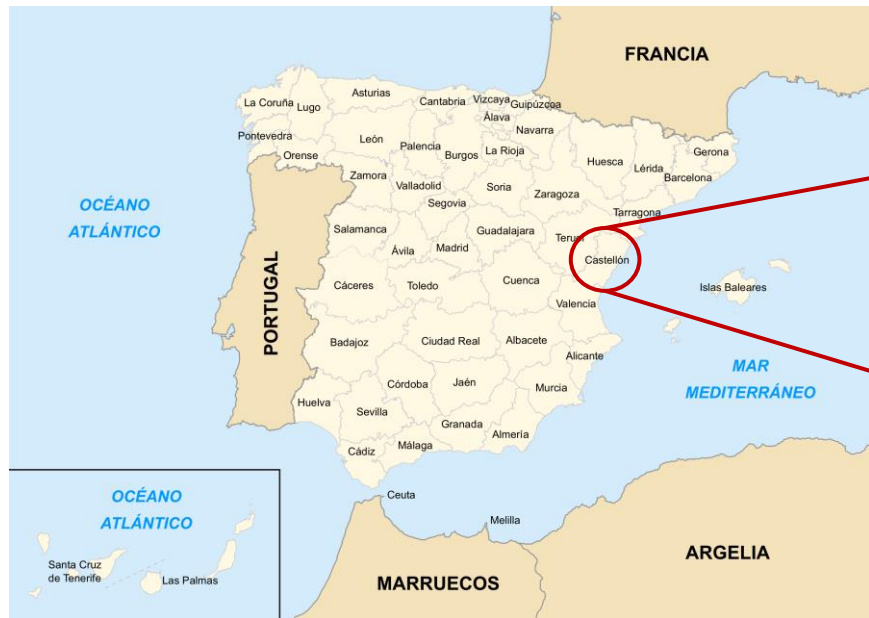 FRANCIA
Asturias
La Coruña
Lugo
Cantabria
Vizcaya
Guipúzcoa
Álava
Navarra
Pontevedra
León
Palencia
Burgos
La Rioja
Orense
Huesca
Lérida
Gerona
Barcelona
Zamora
Valladolid
Soria
Zaragoza
Segovia
Tarragona
OCÉANO
ATLÁNTICO
Salamanca
Ávila
Madrid
Guadalajara
Teruel
Castellón
Cáceres
Toledo
Cuenca
Islas Baleares
Valencia
PORTUGAL
Badajoz
Ciudad Real
Albacete
Alicante
MAR
MEDITERRÁNEO
Córdoba
Jaén
Murcia
Huelva
Sevilla
Granada
Almería
Cádiz
Málaga
Ceuta
Melilla
OCÉANO
ATLÁNTICO
Santa Cruz
de Tenerife
Las Palmas
MARRUECOS
ARGELIA